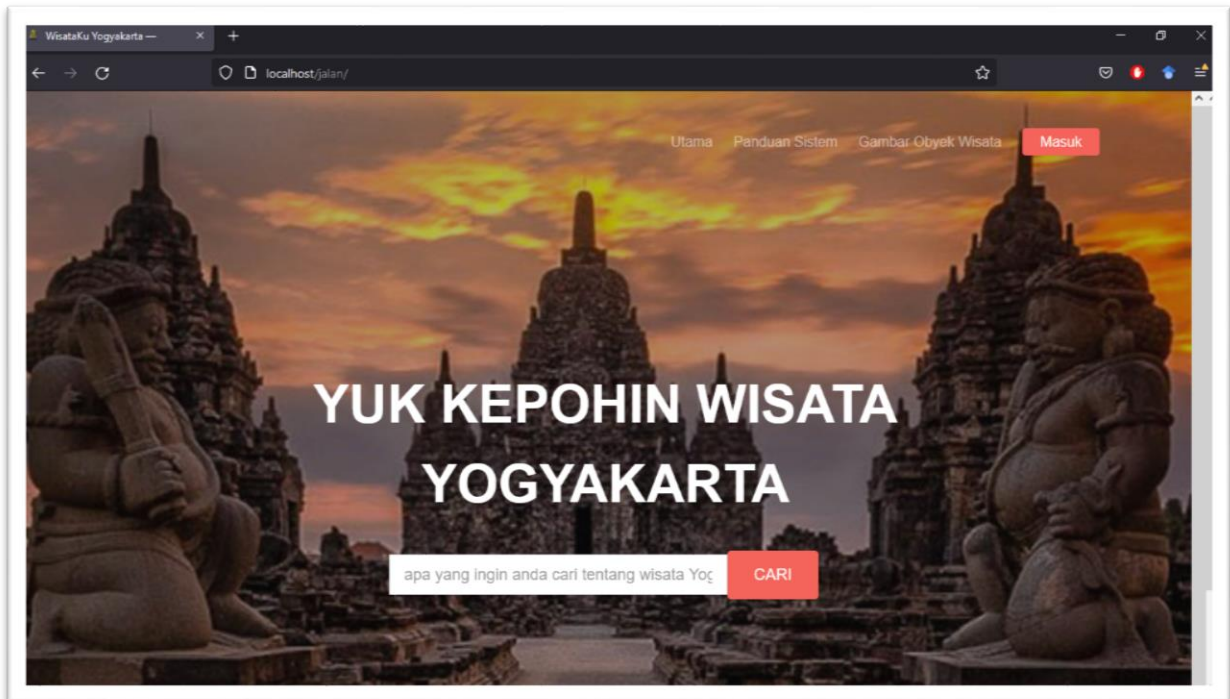 WisataKu Yogyakarta —
localhost/jalan/
Utama Panduan Sistem Gambar Obyek Wisata Masuk
YUK KEPOHIN WISATA
YOGYAKARTA
apa yang ingin anda cari tentang wisata Yog CARI